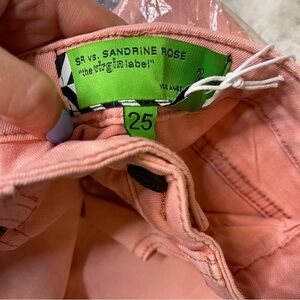 SR vs. SANDRINE ROSE
"the virgin label"
25